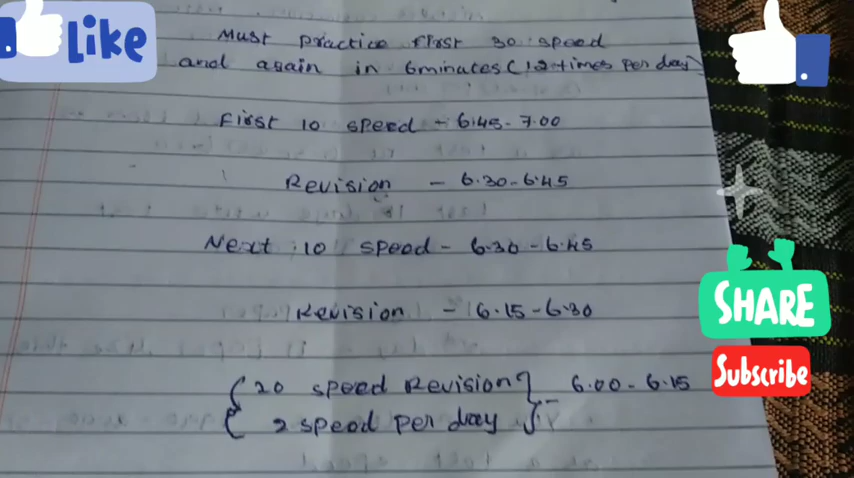 Like
Must practice first 30 speed
and again in 6minates (12 times per day)
First 10 speed - 6.45-7.00
Revision - 6.30-6.45
Next 10 speed - 6.30-6.45
Revision - 6.15-6.30
SHARE
Subscribe
{20 speed Revision} - 6.00-6.15
{2 speed per day}